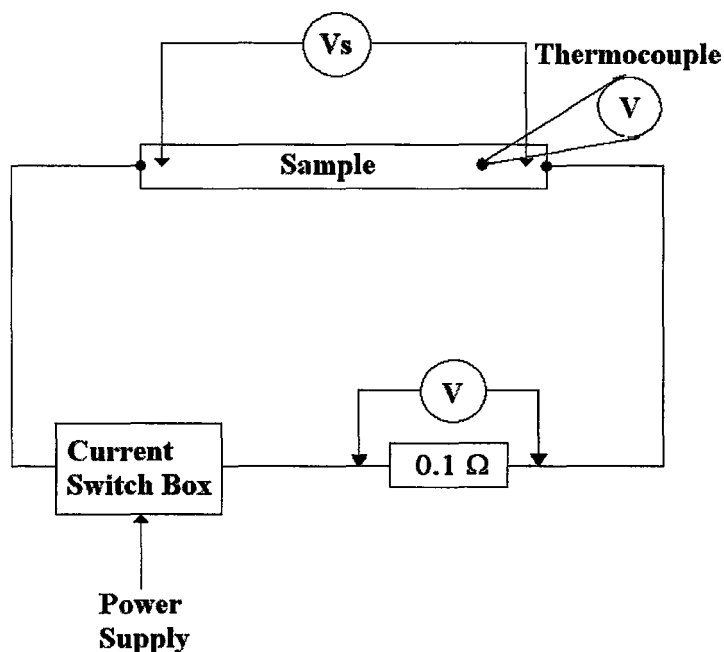 Vs
Thermocouple
V
Sample
V
Current
Switch Box
0.1 Ω
Power
Supply